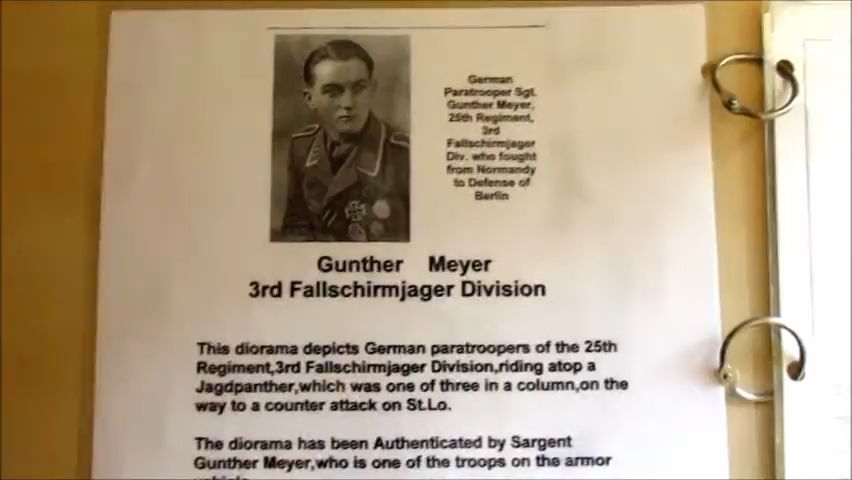 German
Paratrooper Sgt.
Gunther Meyer,
25th Regiment,
3rd
Fallschirmjager
Div. who fought
from Normandy
to Defense of
Berlin
Gunther Meyer
3rd Fallschirmjager Division
This diorama depicts German paratroopers of the 25th
Regiment,3rd Fallschirmjager Division,riding atop a
Jagdpanther,which was one of three in a column,on the
way to a counter attack on St.Lo.
The diorama has been Authenticated by Sargent
Gunther Meyer,who is one of the troops on the armor